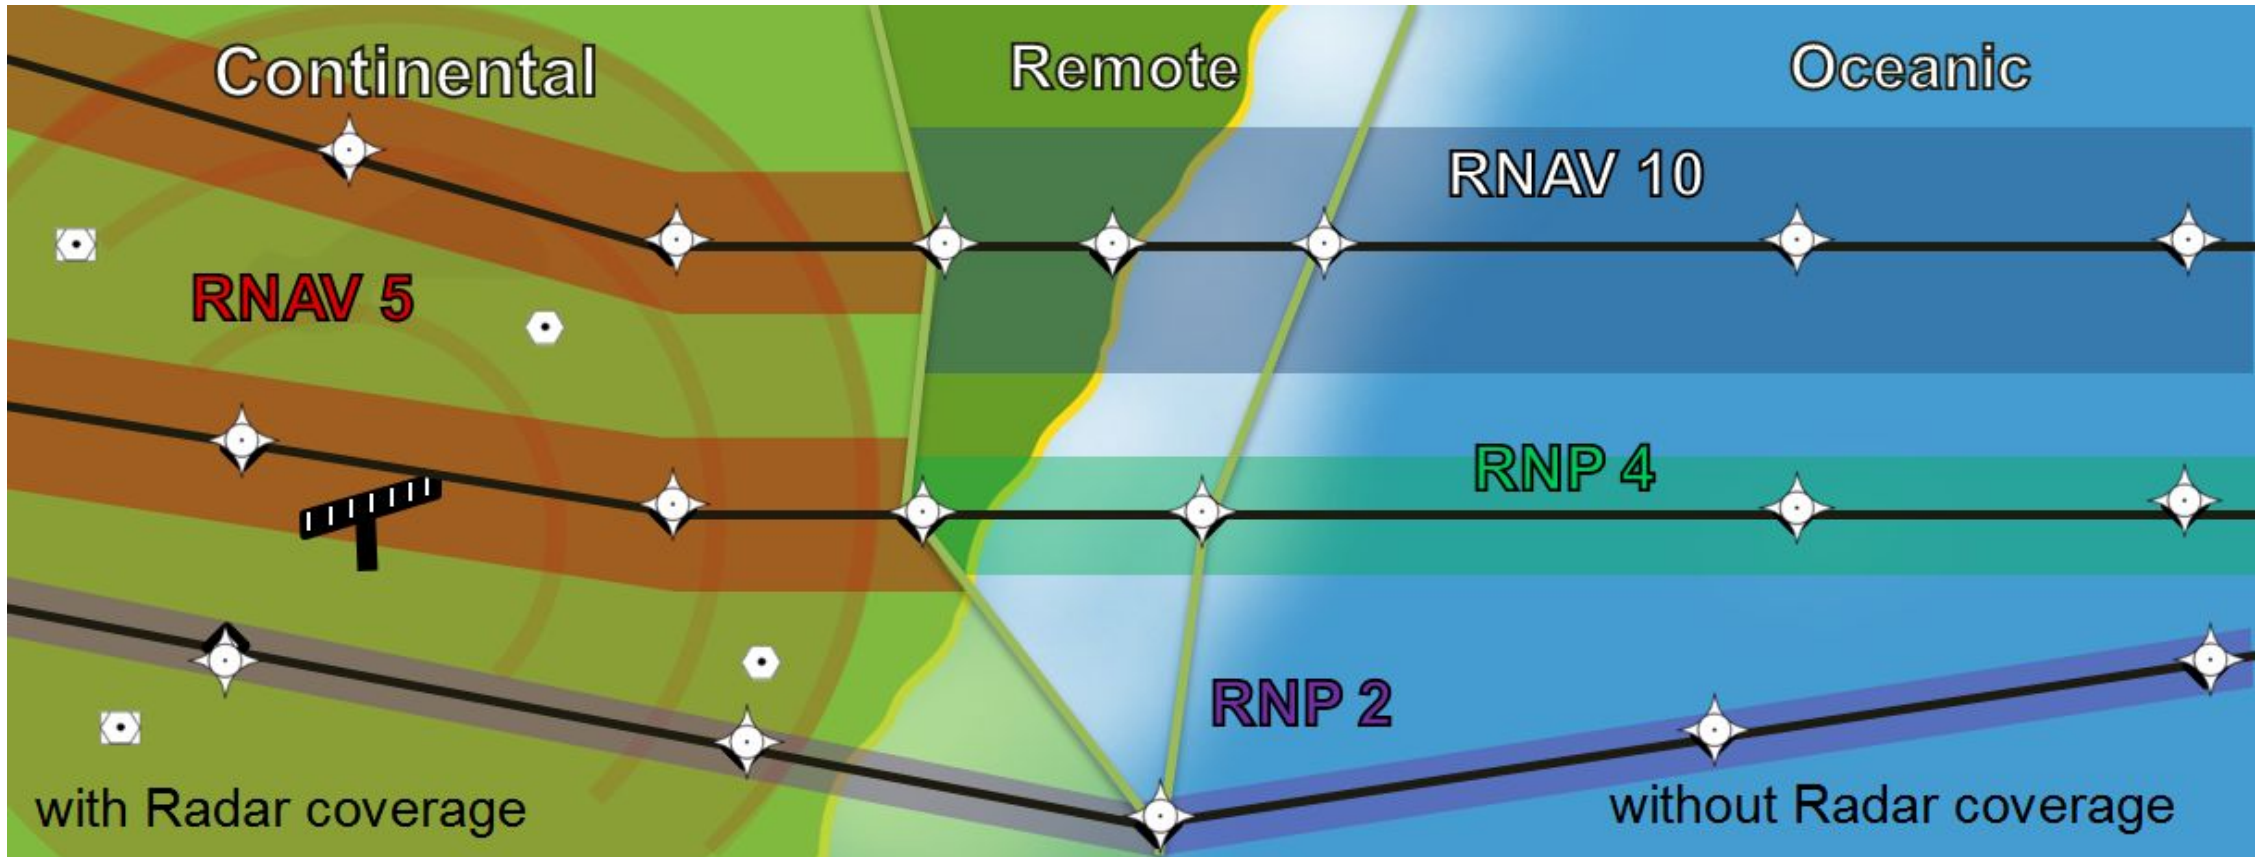 Continental
Remote
Oceanic
RNAV 10
RNAV 5
RNP 4
RNP 2
with Radar coverage
without Radar coverage